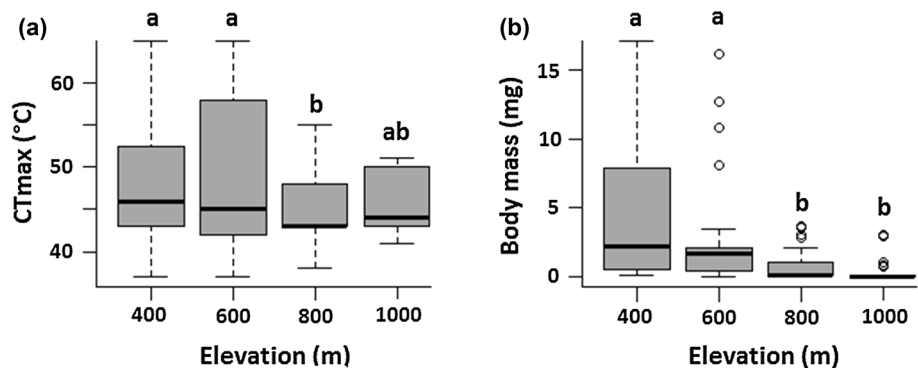 (a)
a
a
b
ab
CTmax (°C)
60
50
40
400
600
800
1000
Elevation (m)
(b)
a
a
b
b
Body mass (mg)
15
10
5
0
400
600
800
1000
Elevation (m)